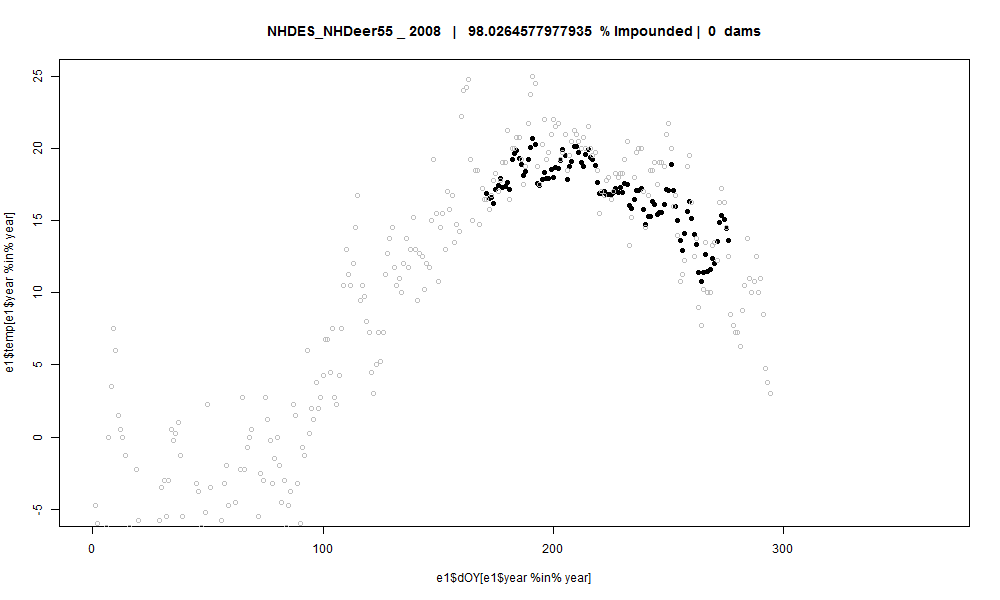 NHDES_NHDeer55 _ 2008 | 98.0264577977935 % Impounded | 0 dams
e1$temp[e1$year %in% year]
25
20
15
10
5
0
-5
0 100 200 300
e1$dOY[e1$year %in% year]